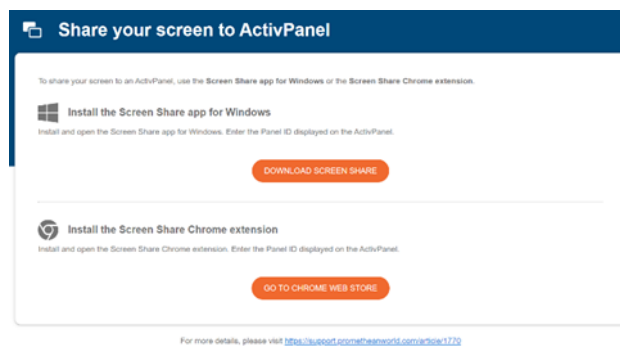 Share your screen to ActivPanel
To share your screen to an ActivPanel, use the Screen Share app for Windows or the Screen Share Chrome extension.
Install the Screen Share app for Windows
Install and open the Screen Share app for Windows. Enter the Panel ID displayed on the ActivPanel.
DOWNLOAD SCREEN SHARE
Install the Screen Share Chrome extension
Install and open the Screen Share Chrome extension. Enter the Panel ID displayed on the ActivPanel.
GO TO CHROME WEB STORE
For more details, please visit https://support.prometheanworld.com/article/1770